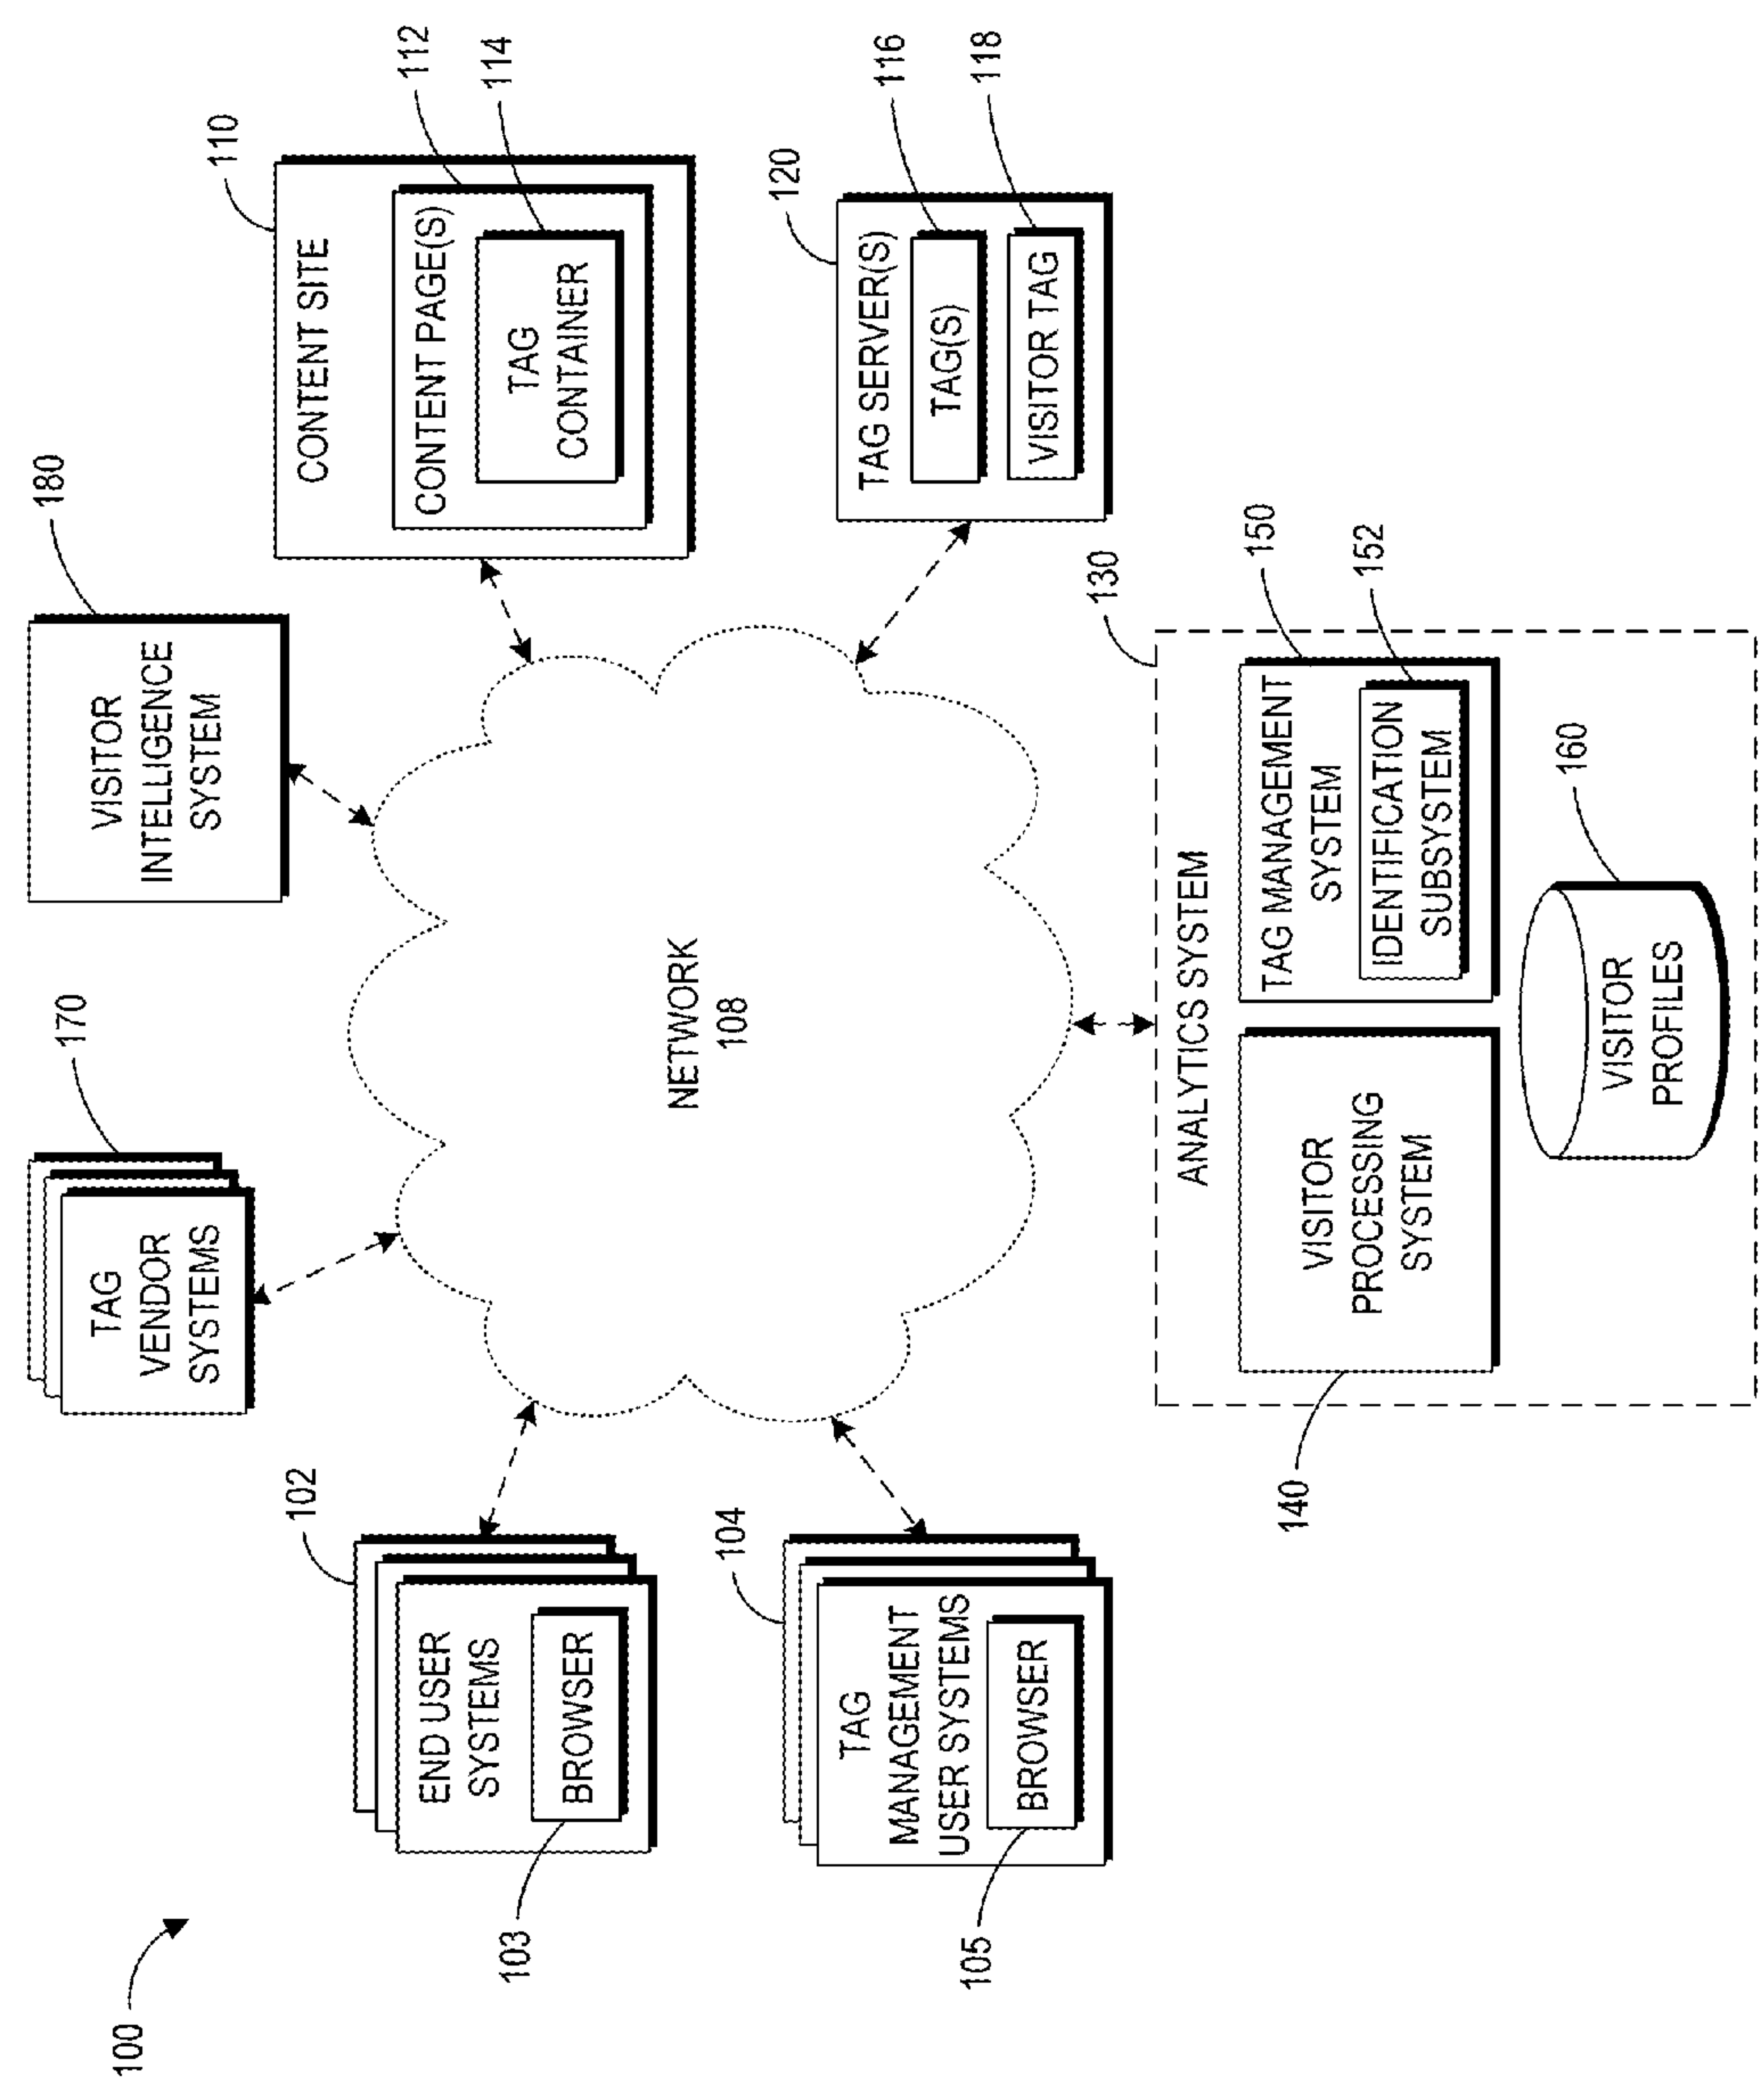 100
170
TAG
VENDOR
SYSTEMS
180
VISITOR
INTELLIGENCE
SYSTEM
102
END USER
SYSTEMS
BROWSER
103
110
CONTENT SITE
112
CONTENT PAGE(S)
114
TAG
CONTAINER
NETWORK
108
104
TAG
MANAGEMENT
USER SYSTEMS
BROWSER
105
120
TAG SERVER(S)
116
TAG(S)
118
VISITOR TAG
130
ANALYTICS SYSTEM
140
VISITOR
PROCESSING
SYSTEM
150
TAG MANAGEMENT
SYSTEM
152
IDENTIFICATION
SUBSYSTEM
160
VISITOR
PROFILES